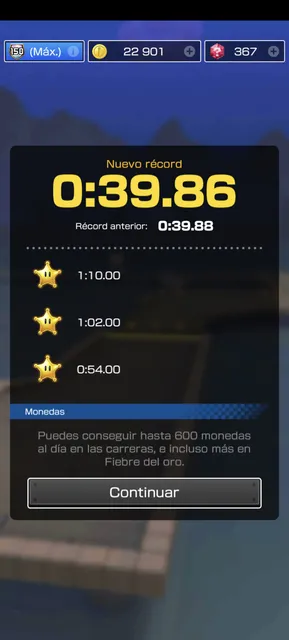 150 (Máx.) i 22 901 + 367 +
Nuevo récord
0:39.86
Récord anterior: 0:39.88
1:10.00
1:02.00
0:54.00
Monedas
Puedes conseguir hasta 600 monedas
al día en las carreras, e incluso más en
Fiebre del oro.
Continuar